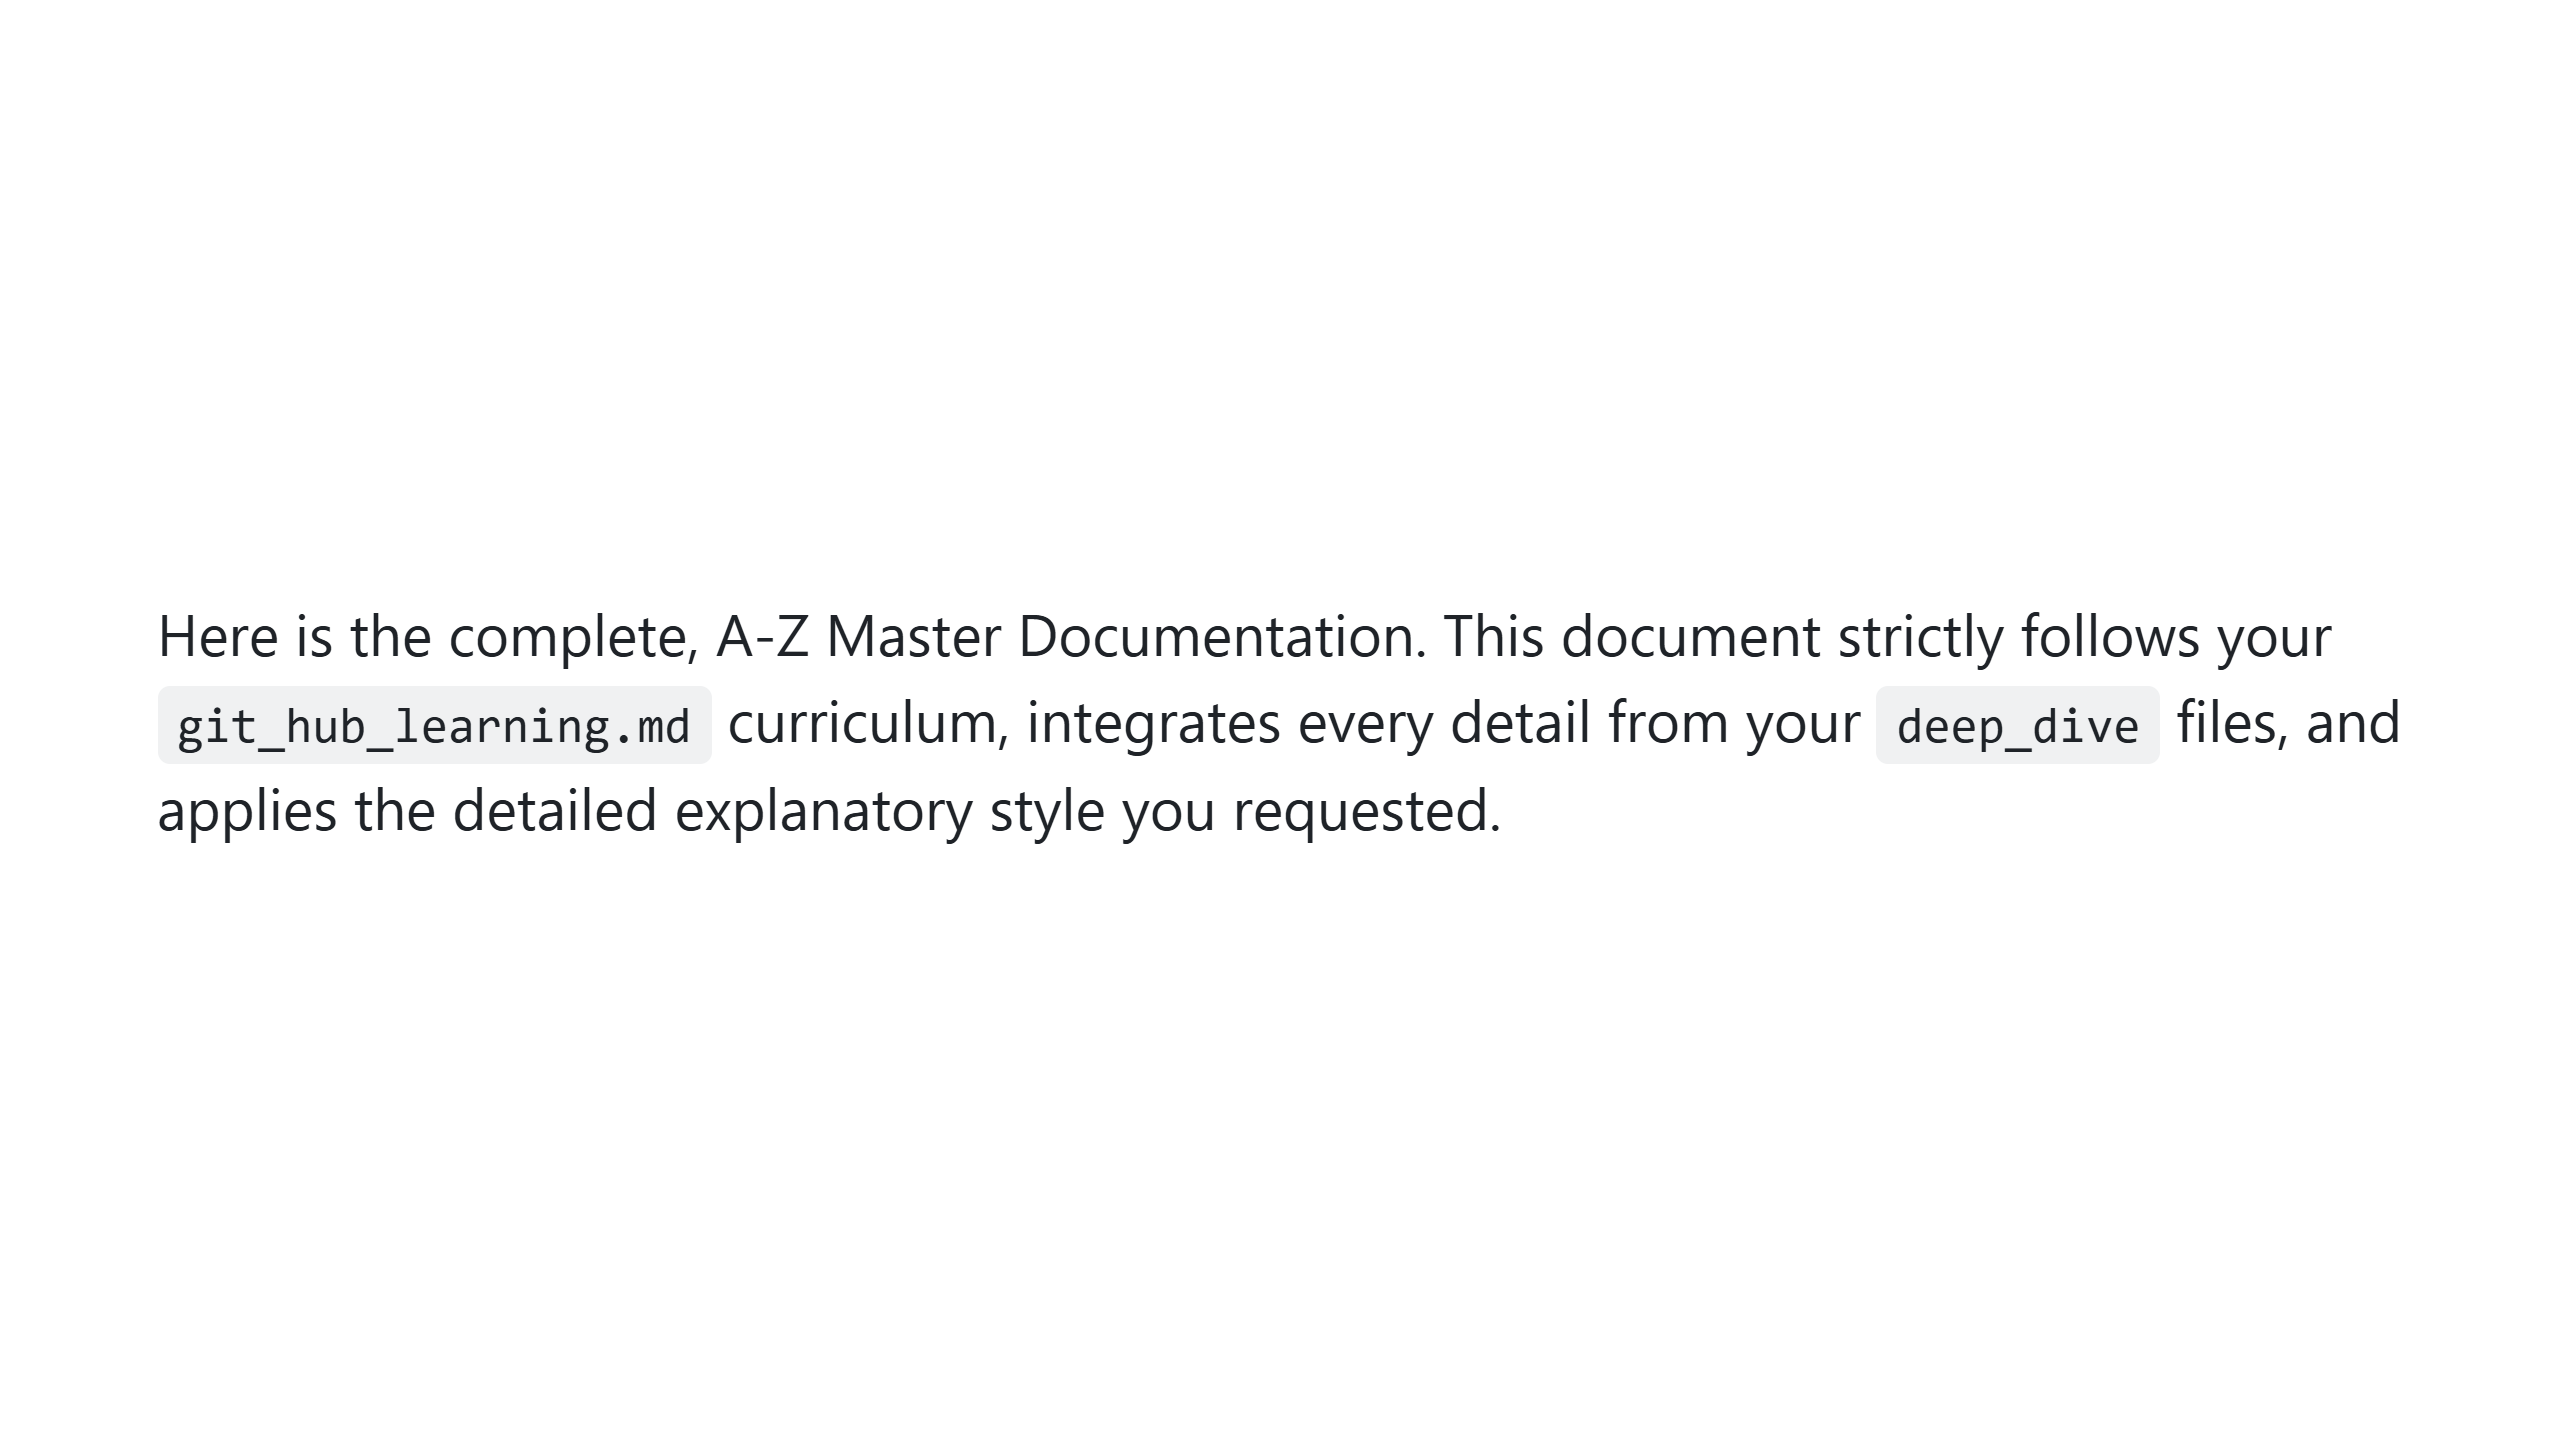 Here is the complete, A-Z Master Documentation. This document strictly follows your
git_hub_learning.md curriculum, integrates every detail from your deep_dive files, and
applies the detailed explanatory style you requested.